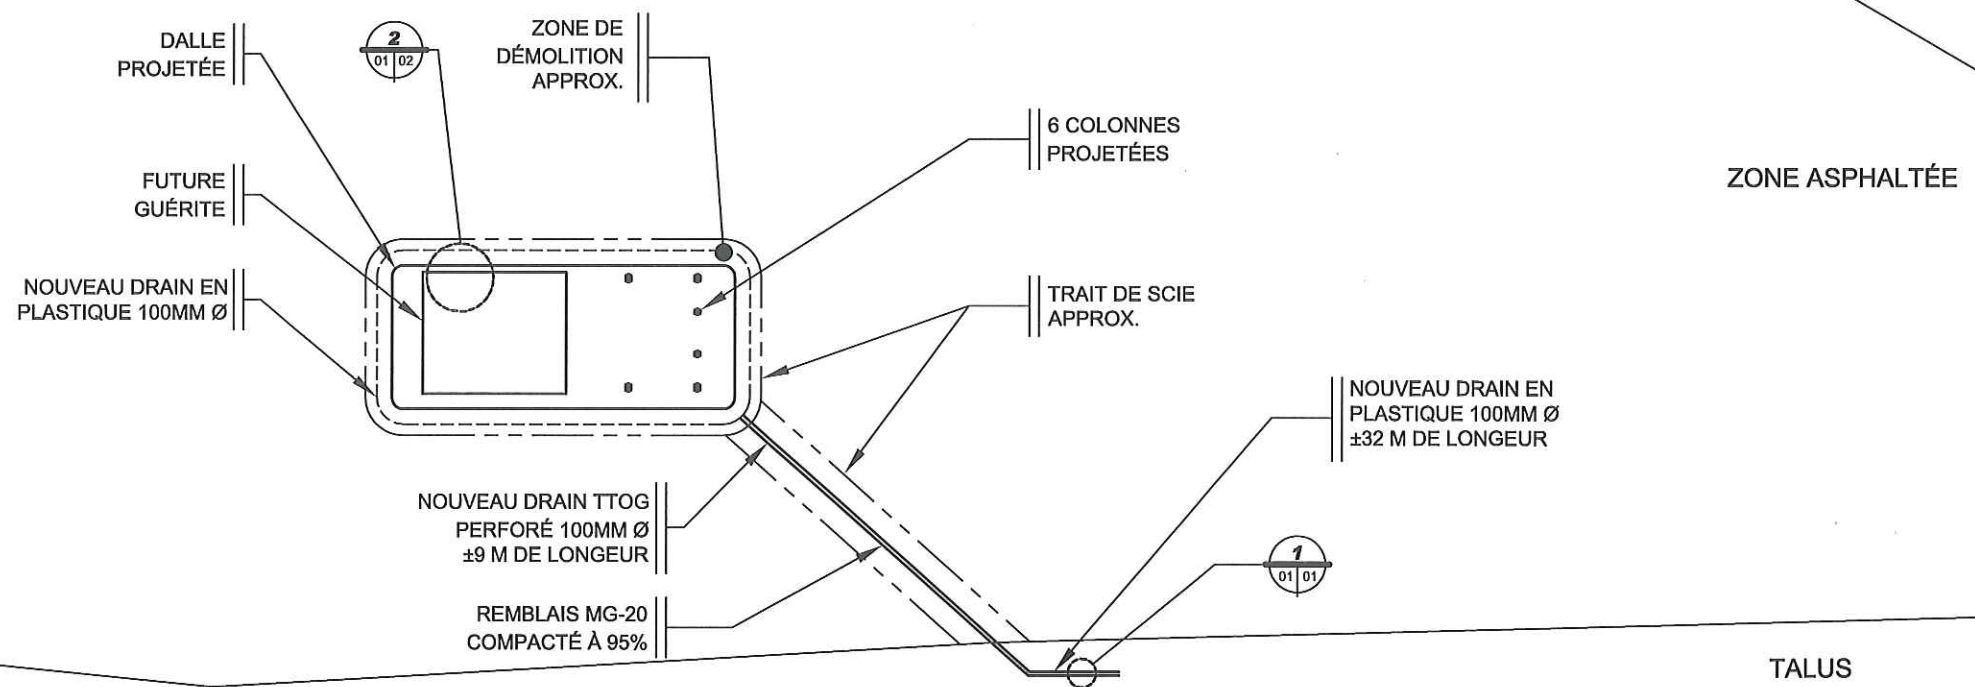 DALLE
PROJETÉE
2
01 02
ZONE DE
DÉMOLITION
APPROX.
6 COLONNES
PROJETÉES
ZONE ASPHALTÉE
FUTURE
GUÉRITE
NOUVEAU DRAIN EN
PLASTIQUE 100MM Ø
TRAIT DE SCIE
APPROX.
NOUVEAU DRAIN EN
PLASTIQUE 100MM Ø
±32 M DE LONGEUR
NOUVEAU DRAIN TTOG
PERFORÉ 100MM Ø
±9 M DE LONGEUR
1
01 01
REMBLAIS MG-20
COMPACTÉ À 95%
TALUS